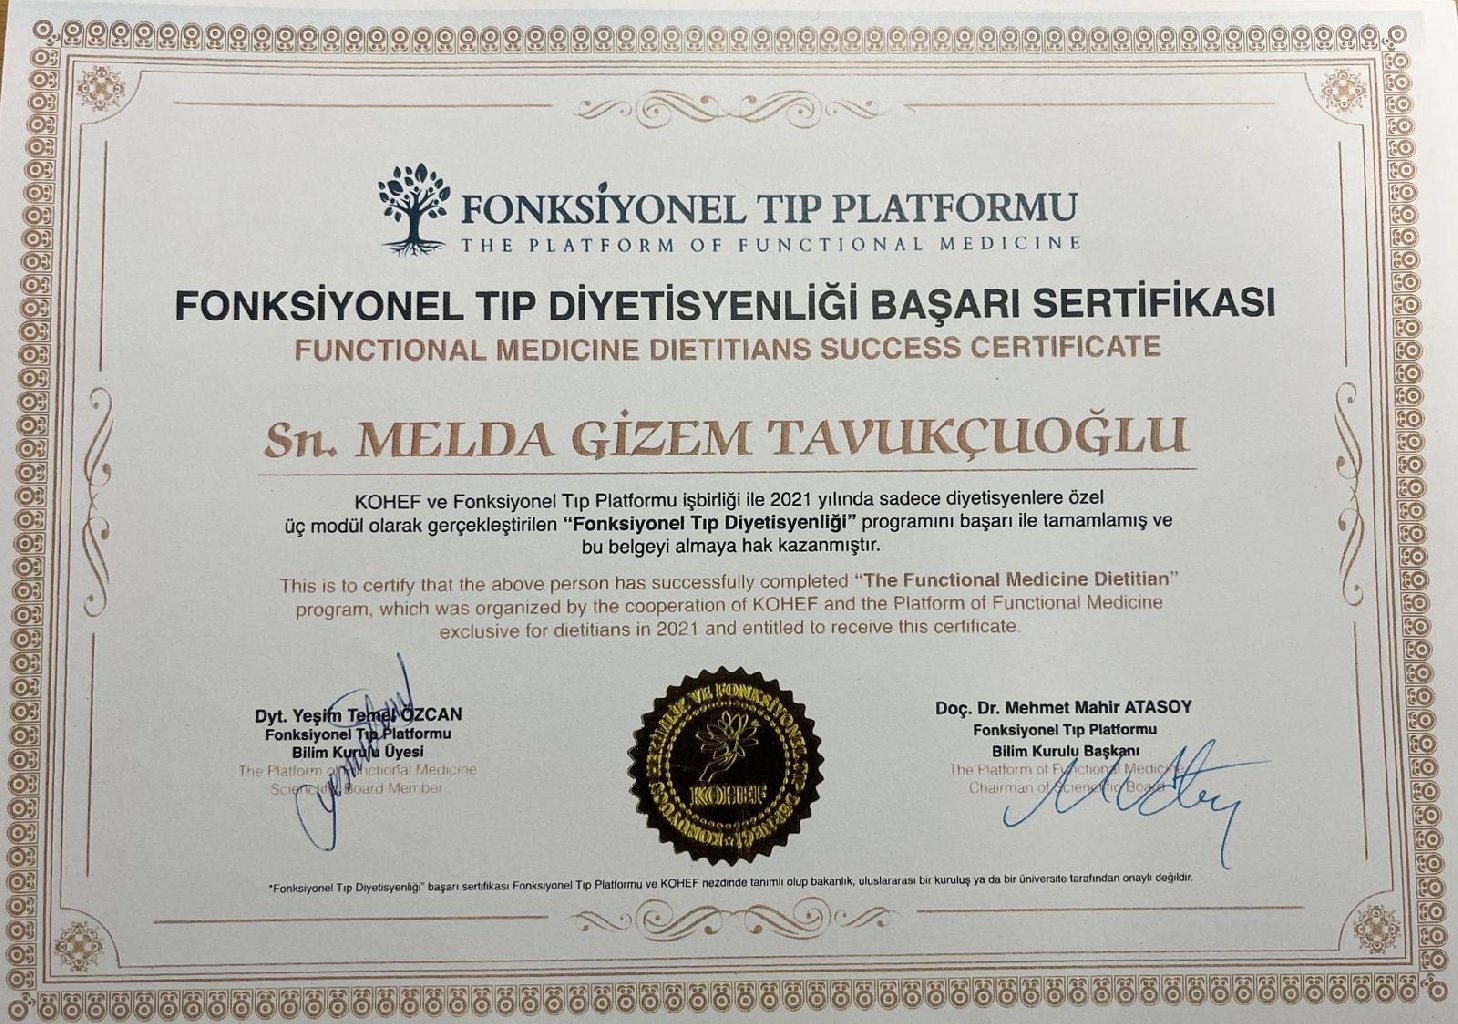 FONKSİYONEL TIP PLATFORMU
THE PLATFORM OF FUNCTIONAL MEDICINE
FONKSİYONEL TIP DİYETİSYENLİĞİ BAŞARI SERTİFİKASI
FUNCTIONAL MEDICINE DIETITIANS SUCCESS CERTIFICATE
Sn. MELDA GİZEM TAVUKÇUOĞLU
KOHEF ve Fonksiyonel Tıp Platformu işbirliği ile 2021 yılında sadece diyetisyenlere özel
üç modül olarak gerçekleştirilen “Fonksiyonel Tıp Diyetisyenliği” programını başarı ile tamamlamış ve
bu belgeyi almaya hak kazanmıştır.
This is to certify that the above person has successfully completed “The Functional Medicine Dietitian”
program, which was organized by the cooperation of KOHEF and the Platform of Functional Medicine
exclusive for dietitians in 2021 and entitled to receive this certificate.
Dyt. Yeşim Temel ÖZCAN
Fonksiyonel Tıp Platformu
Bilim Kurulu Üyesi
The Platform of Functional Medicine
Scientific Board Member
VE FONKSİYONEL TIP
KOHEF
Doç. Dr. Mehmet Mahir ATASOY
Fonksiyonel Tıp Platformu
Bilim Kurulu Başkanı
The Platform of Functional Medicine
Chairman of Scientific Board
"Fonksiyonel Tıp Diyetisyenliği" başarı sertifikası Fonksiyonel Tıp Platformu ve KOHEF nezdinde tanımlı olup bakanlık, uluslararası bir kuruluş ya da bir üniversite tarafından onaylı değildir.